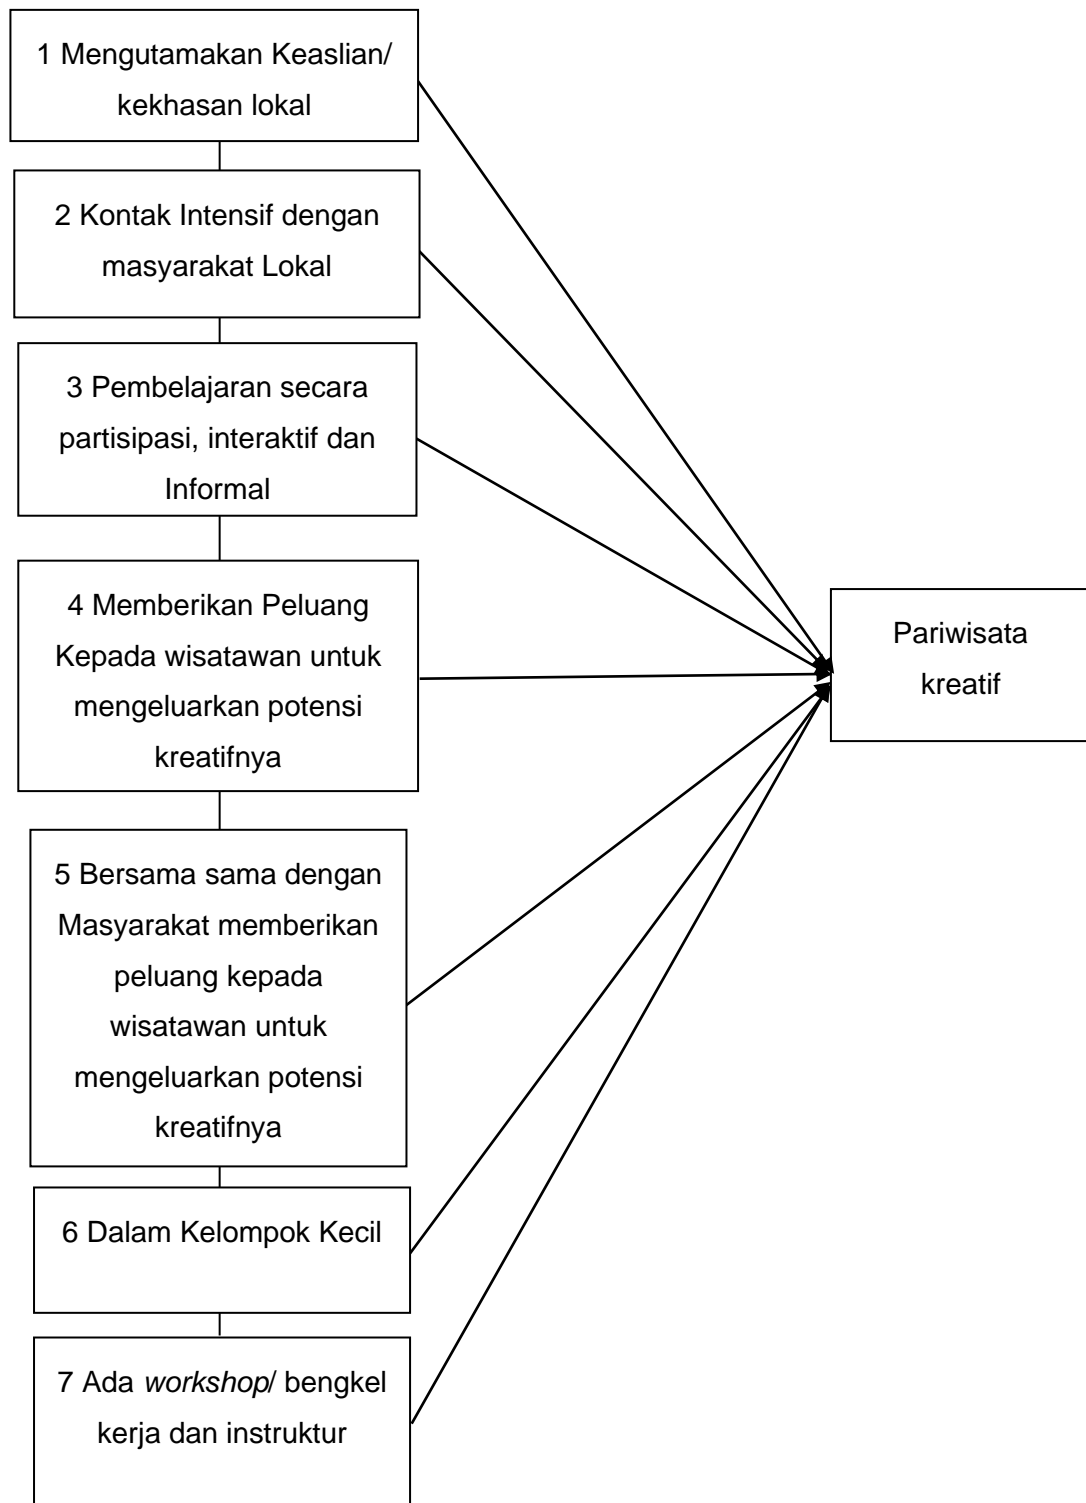 1 Mengutamakan Keaslian/
kekhasan lokal
2 Kontak Intensif dengan
masyarakat Lokal
3 Pembelajaran secara
partisipasi, interaktif dan
Informal
4 Memberikan Peluang
Kepada wisatawan untuk
mengeluarkan potensi
kreatifnya
5 Bersama sama dengan
Masyarakat memberikan
peluang kepada
wisatawan untuk
mengeluarkan potensi
kreatifnya
6 Dalam Kelompok Kecil
7 Ada workshop/ bengkel
kerja dan instruktur
Pariwisata
kreatif